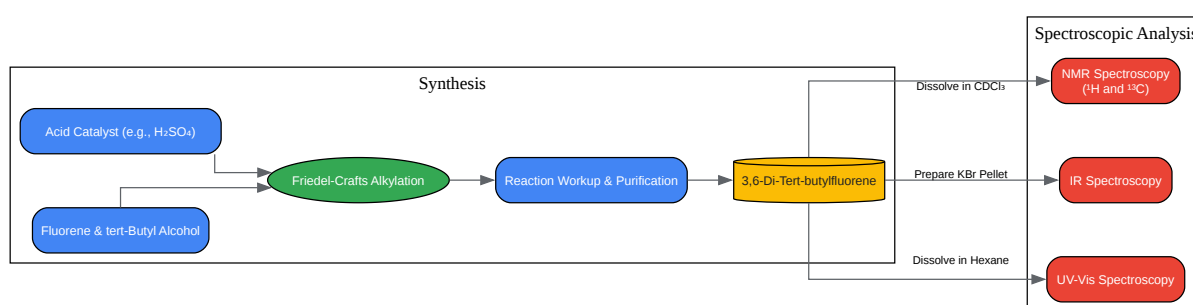 Spectroscopic Analysis
Synthesis
NMR Spectroscopy
(¹H and ¹³C)
Dissolve in CDCl₃
Acid Catalyst (e.g., H₂SO₄)
Friedel-Crafts Alkylation
Reaction Workup & Purification
3,6-Di-Tert-butylfluorene
Prepare KBr Pellet
IR Spectroscopy
Fluorene & tert-Butyl Alcohol
Dissolve in Hexane
UV-Vis Spectroscopy